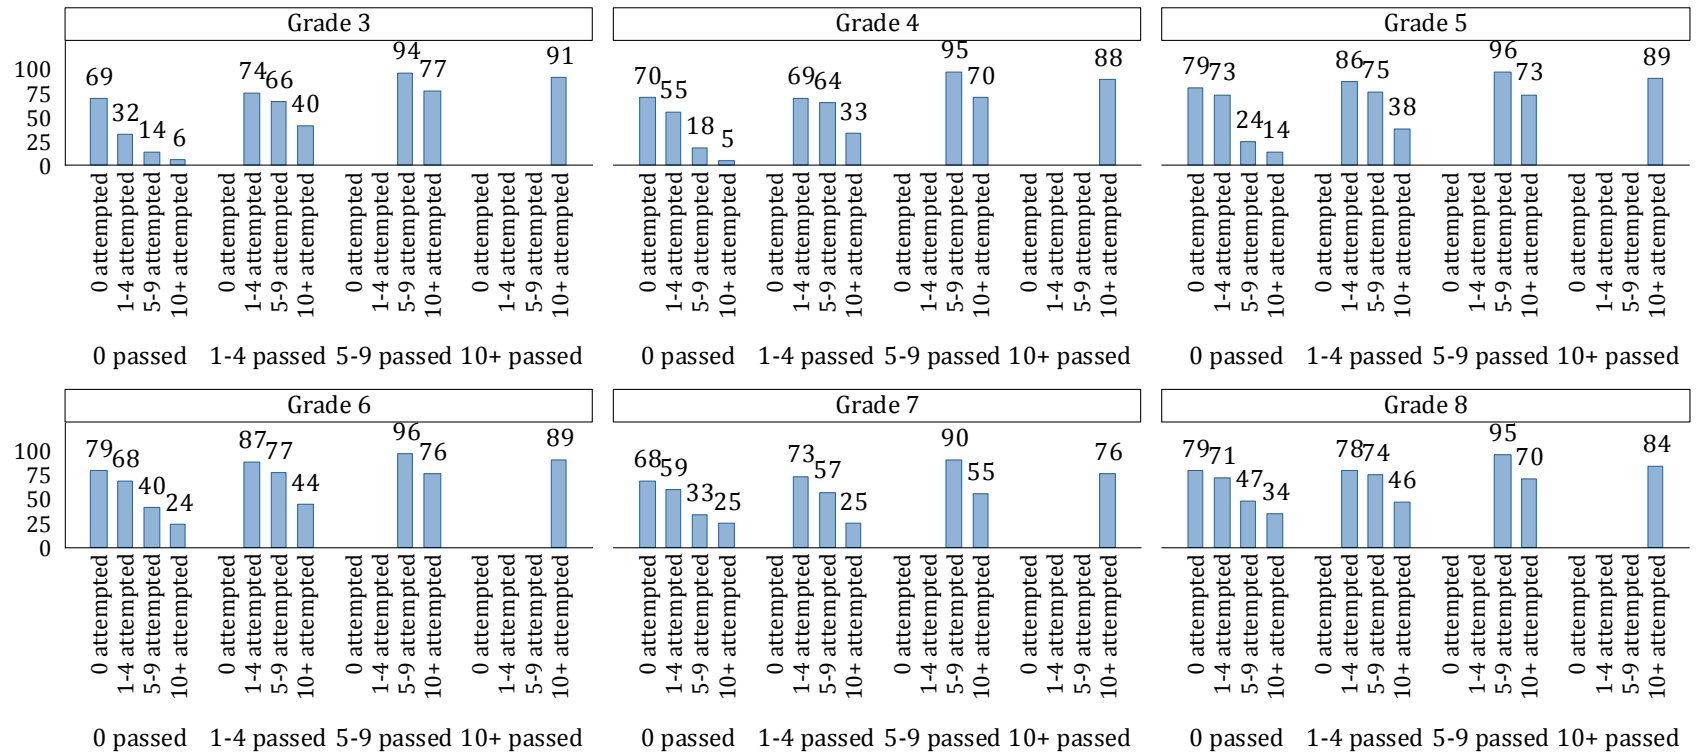 Grade 3
94
91
74
77
69
66
100
40
75
32
50
14
6
25
0
0 attempted
1-4 attempted
5-9 attempted
10+ attempted
0 attempted
1-4 attempted
5-9 attempted
10+ attempted
0 attempted
1-4 attempted
5-9 attempted
10+ attempted
0 attempted
1-4 attempted
5-9 attempted
10+ attempted
0 passed 1-4 passed 5-9 passed 10+ passed
Grade 4
70
55
18
5
69
64
33
95
70
88
0 attempted
1-4 attempted
5-9 attempted
10+ attempted
0 attempted
1-4 attempted
5-9 attempted
10+ attempted
0 attempted
1-4 attempted
5-9 attempted
10+ attempted
0 attempted
1-4 attempted
5-9 attempted
10+ attempted
0 passed 1-4 passed 5-9 passed 10+ passed
Grade 5
79
73
24
14
86
75
38
96
73
89
0 attempted
1-4 attempted
5-9 attempted
10+ attempted
0 attempted
1-4 attempted
5-9 attempted
10+ attempted
0 attempted
1-4 attempted
5-9 attempted
10+ attempted
0 attempted
1-4 attempted
5-9 attempted
10+ attempted
0 passed 1-4 passed 5-9 passed 10+ passed
Grade 6
100
75
50
25
0
79
68
40
24
87
77
44
96
76
89
0 attempted
1-4 attempted
5-9 attempted
10+ attempted
0 attempted
1-4 attempted
5-9 attempted
10+ attempted
0 attempted
1-4 attempted
5-9 attempted
10+ attempted
0 attempted
1-4 attempted
5-9 attempted
10+ attempted
0 passed 1-4 passed 5-9 passed 10+ passed
Grade 7
68
59
33
25
73
57
25
90
55
76
0 attempted
1-4 attempted
5-9 attempted
10+ attempted
0 attempted
1-4 attempted
5-9 attempted
10+ attempted
0 attempted
1-4 attempted
5-9 attempted
10+ attempted
0 attempted
1-4 attempted
5-9 attempted
10+ attempted
0 passed 1-4 passed 5-9 passed 10+ passed
Grade 8
79
71
47
34
78
74
46
95
70
84
0 attempted
1-4 attempted
5-9 attempted
10+ attempted
0 attempted
1-4 attempted
5-9 attempted
10+ attempted
0 attempted
1-4 attempted
5-9 attempted
10+ attempted
0 attempted
1-4 attempted
5-9 attempted
10+ attempted
0 passed 1-4 passed 5-9 passed 10+ passed